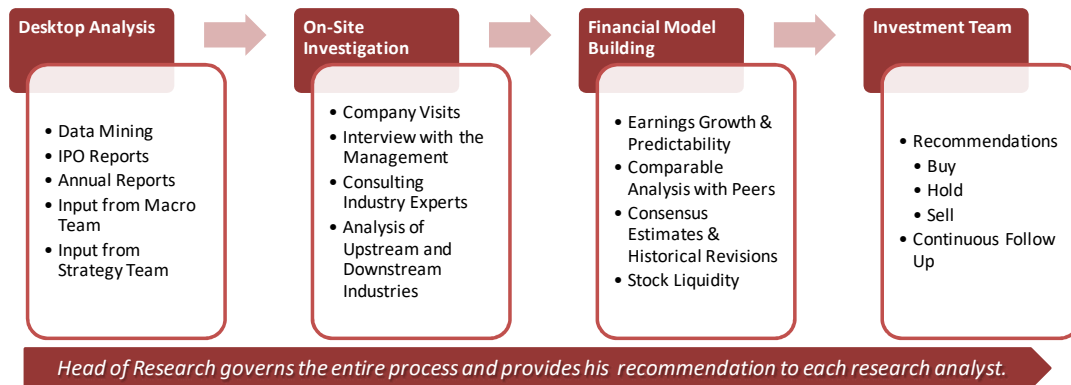 Desktop Analysis
• Data Mining
• IPO Reports
• Annual Reports
• Input from Macro
Team
• Input from
Strategy Team
On-Site
Investigation
• Company Visits
• Interview with the
Management
• Consulting
Industry Experts
• Analysis of
Upstream and
Downstream
Industries
Financial Model
Building
• Earnings Growth &
Predictability
• Comparable
Analysis with Peers
• Consensus
Estimates &
Historical Revisions
• Stock Liquidity
Investment Team
• Recommendations
• Buy
• Hold
• Sell
• Continuous Follow
Up
Head of Research governs the entire process and provides his recommendation to each research analyst.